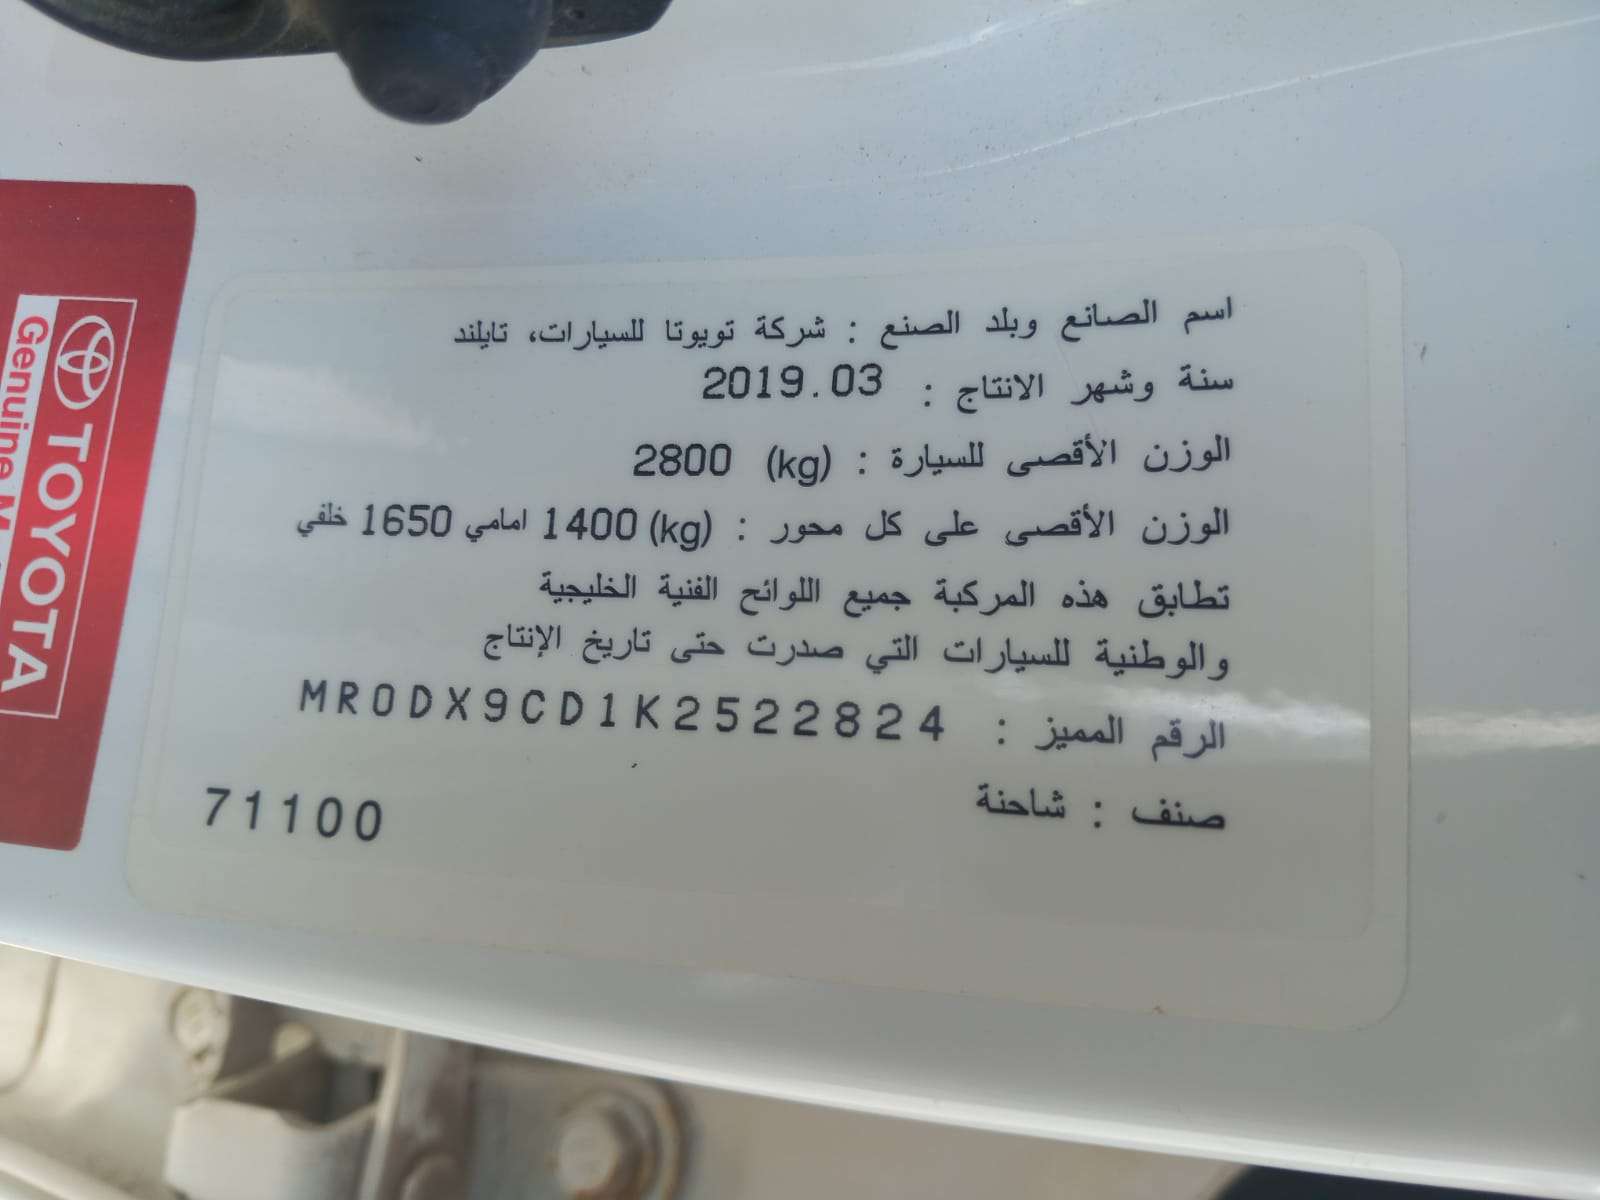 اسم الصانع وبلد الصنع : شركة تويوتا للسيارات، تايلند
سنة وشهر الانتاج : 2019.03
الوزن الأقصى للسيارة : (kg) 2800
الوزن الأقصى على كل محور : (kg) 1400 امامي 1650 خلفي
تطابق هذه المركبة جميع اللوائح الفنية الخليجية
والوطنية للسيارات التي صدرت حتى تاريخ الإنتاج
الرقم المميز : MR0DX9CD1K2522824
صنف : شاحنة
71100
TOYOTA
Genuine